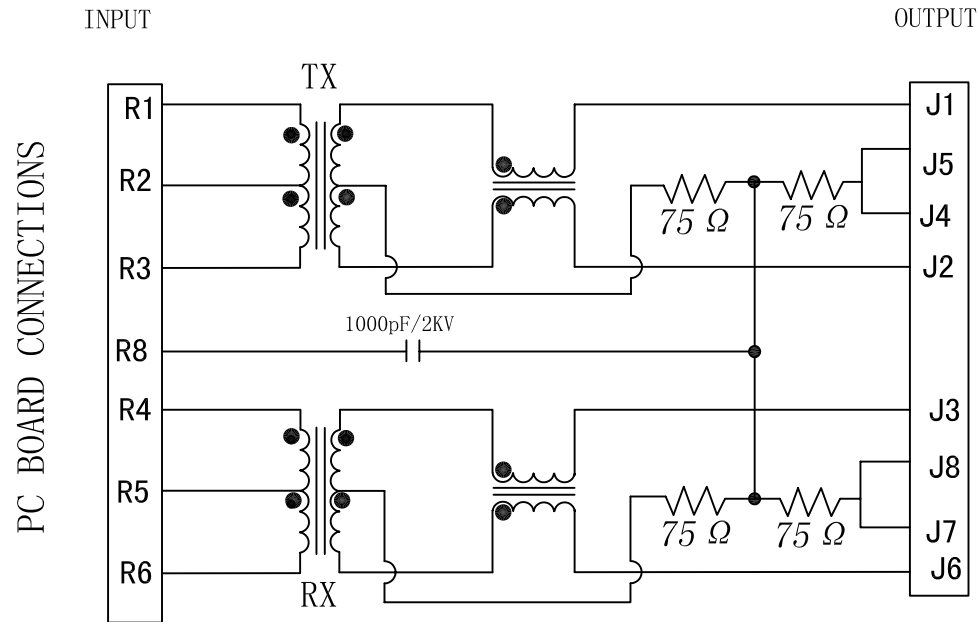 INPUT
OUTPUT
PC BOARD CONNECTIONS
TX
R1
J1
R2
J5
75 Ω
75 Ω
J4
R3
J2
1000pF/2KV
R8
R4
J3
R5
J8
75 Ω
75 Ω
J7
R6
J6
RX